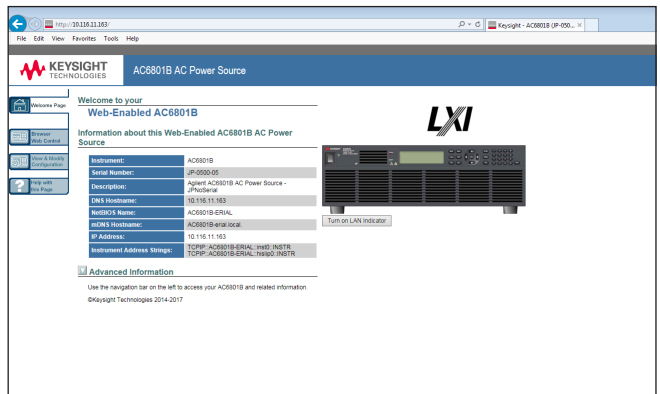 http://10.116.11.163/
Keysight - AC6801B (JP-050...
File Edit View Favorites Tools Help
KEYSIGHT
TECHNOLOGIES
AC6801B AC Power Source
Welcome Page
Browser
Web Control
View & Modify
Configuration
Help with
this Page
Welcome to your
Web-Enabled AC6801B
Information about this Web-Enabled AC6801B AC Power
Source
Instrument: AC6801B
Serial Number: JP-0500-05
Description: Agilent AC6801B AC Power Source -
JPNoSerial
DNS Hostname: 10.116.11.163
NetBIOS Name: AC6801B-ERIAL
mDNS Hostname: AC6801B-erial.local.
IP Address: 10.116.11.163
Instrument Address Strings: TCPIP::AC6801B-ERIAL::inst0::INSTR
TCPIP::AC6801B-ERIAL::hislip0::INSTR
Advanced Information
Use the navigation bar on the left to access your AC6801B and related information.
©Keysight Technologies 2014-2017
LXI
Turn on LAN Indicator